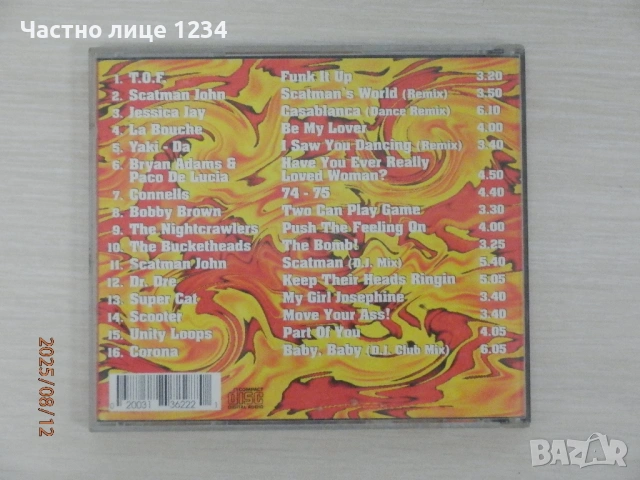 Частно лице 1234
1. T.O.E. Funk It Up 3.20
2. Scatman John Scatman's World (Remix) 3.50
3. Jessica Jay Casablanca (Dance Remix) 6.10
4. La Bouche Be My Lover 4.00
5. Yaki - Da I Saw You Dancing (Remix) 3.40
6. Bryan Adams & Have You Ever Really
Paco De Lucia Loved Woman? 4.50
7. Connells 74 - 75 4.40
8. Bobby Brown Two Can Play Game 3.30
9. The Nightcrawlers Push The Feeling On 4.00
10. The Bucketheads The Bomb! 3.25
11. Scatman John Scatman (D.J. Mix) 5.40
12. Dr. Dre Keep Their Heads Ringin 5.05
13. Super Cat My Girl Josephine 3.40
14. Scooter Move Your Ass! 3.40
15. Unity Loops Part Of You 4.05
16. Corona Baby, Baby (D.J. Club Mix) 6.05
0 20031 36222 1
COMPACT
disc
DIGITAL AUDIO
2025/08/12
BAZAR